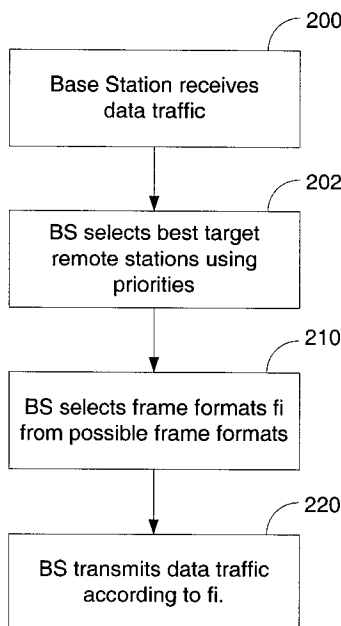 200
Base Station receives
data traffic
202
BS selects best target
remote stations using
priorities
210
BS selects frame formats fi
from possible frame formats
220
BS transmits data traffic
according to fi.